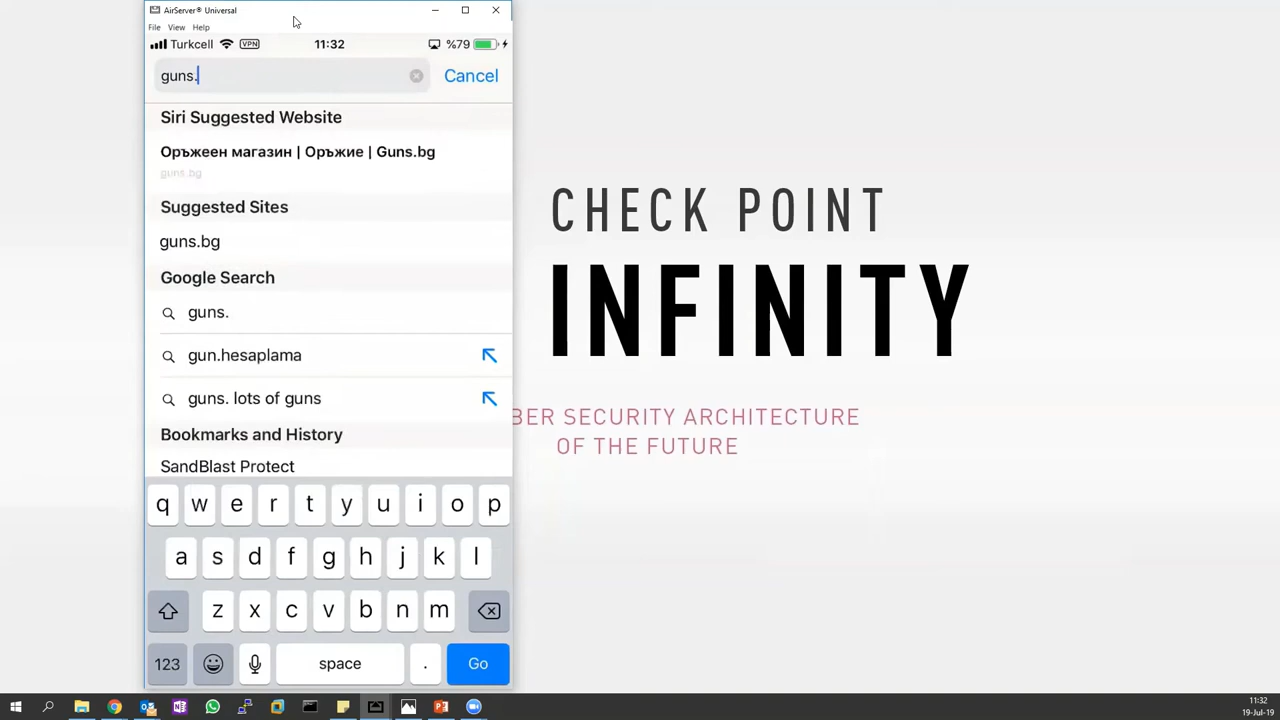 AirServer® Universal
File View Help
Turkcell VPN 11:32 %79
guns. Cancel
Siri Suggested Website
Оръжеен магазин | Оръжие | Guns.bg
guns.bg
Suggested Sites
guns.bg
Google Search
guns.
gun.hesaplama
guns. lots of guns
Bookmarks and History
SandBlast Protect
q w e r t y u i o p
a s d f g h j k l
z x c v b n m
123 space . Go
CHECK POINT
INFINITY
BER SECURITY ARCHITECTURE
OF THE FUTURE
11:32
19-Jul-19